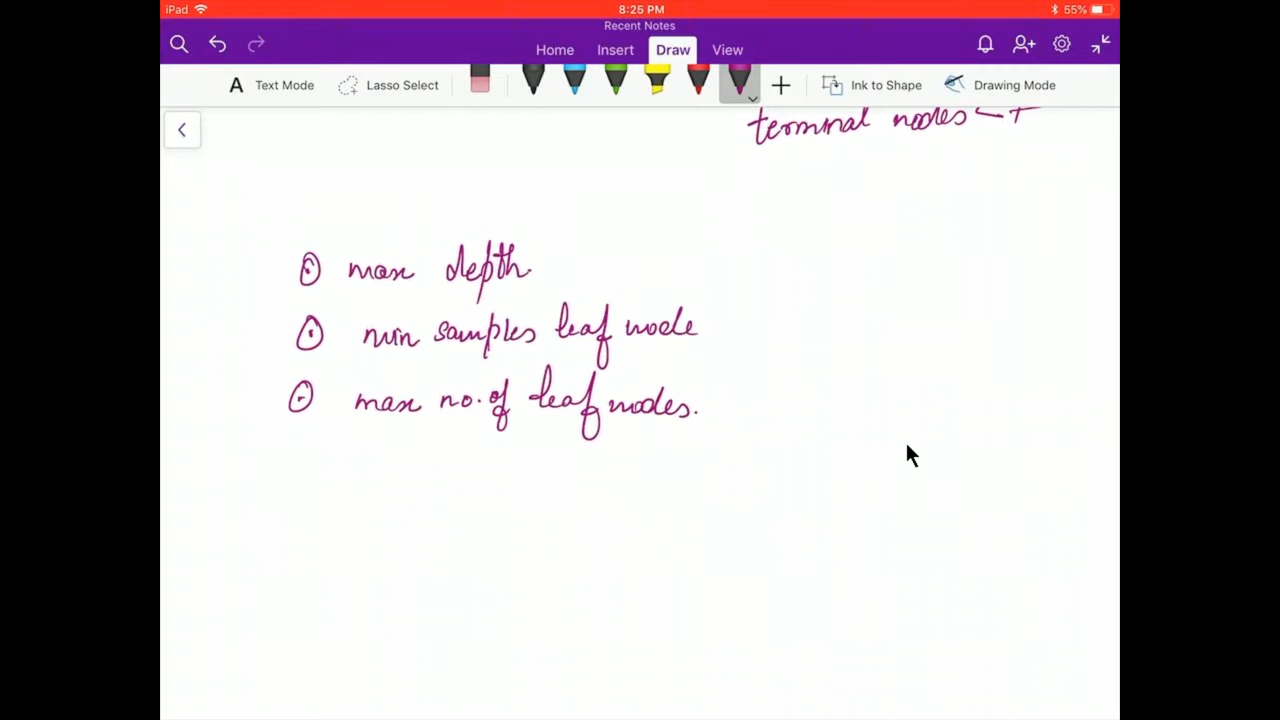 iPad 8:25 PM 55%
Recent Notes
Home Insert Draw View
A Text Mode Lasso Select Ink to Shape Drawing Mode
terminal nodes
max depth.
min samples leaf node
max no. of leaf nodes.